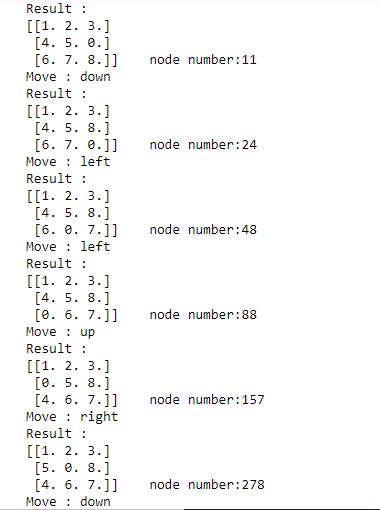 Result :
[[1. 2. 3.]
[4. 5. 0.]
[6. 7. 8.]] node number:11
Move : down
Result :
[[1. 2. 3.]
[4. 5. 8.]
[6. 7. 0.]] node number:24
Move : left
Result :
[[1. 2. 3.]
[4. 5. 8.]
[6. 0. 7.]] node number:48
Move : left
Result :
[[1. 2. 3.]
[4. 5. 8.]
[0. 6. 7.]] node number:88
Move : up
Result :
[[1. 2. 3.]
[0. 5. 8.]
[4. 6. 7.]] node number:157
Move : right
Result :
[[1. 2. 3.]
[5. 0. 8.]
[4. 6. 7.]] node number:278
Move : down